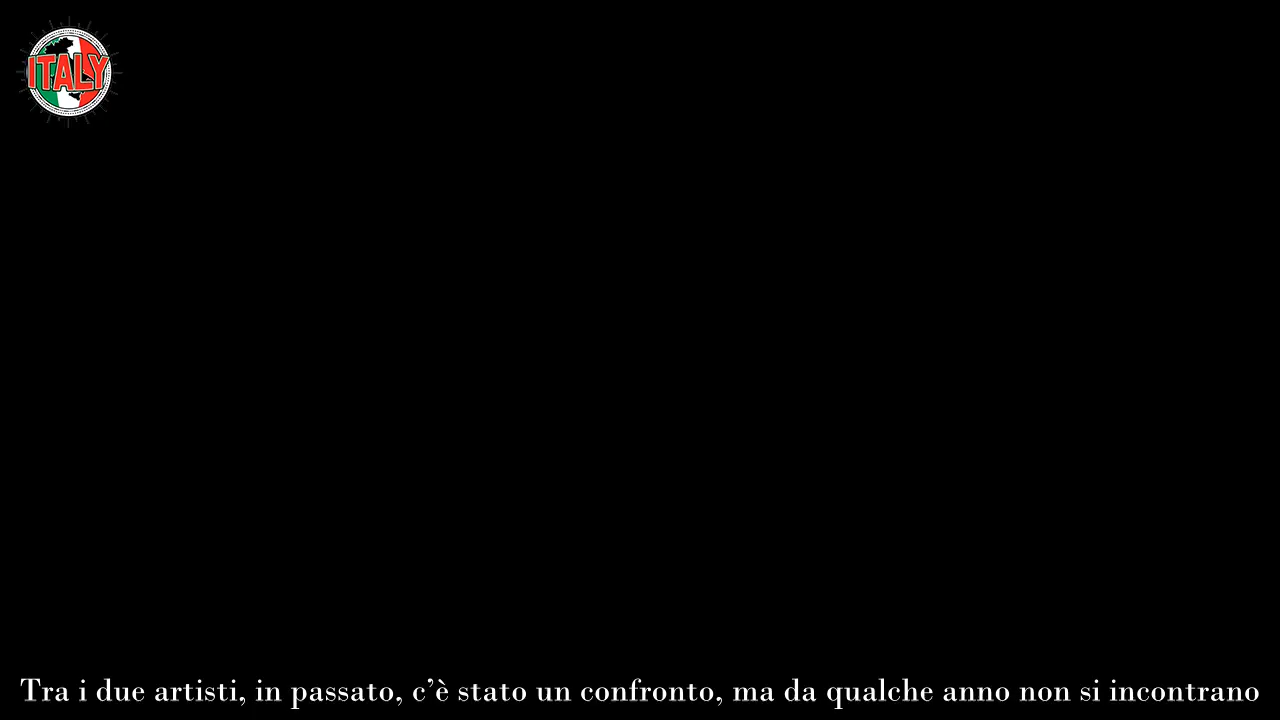 ITALY
Tra i due artisti, in passato, c’è stato un confronto, ma da qualche anno non si incontrano